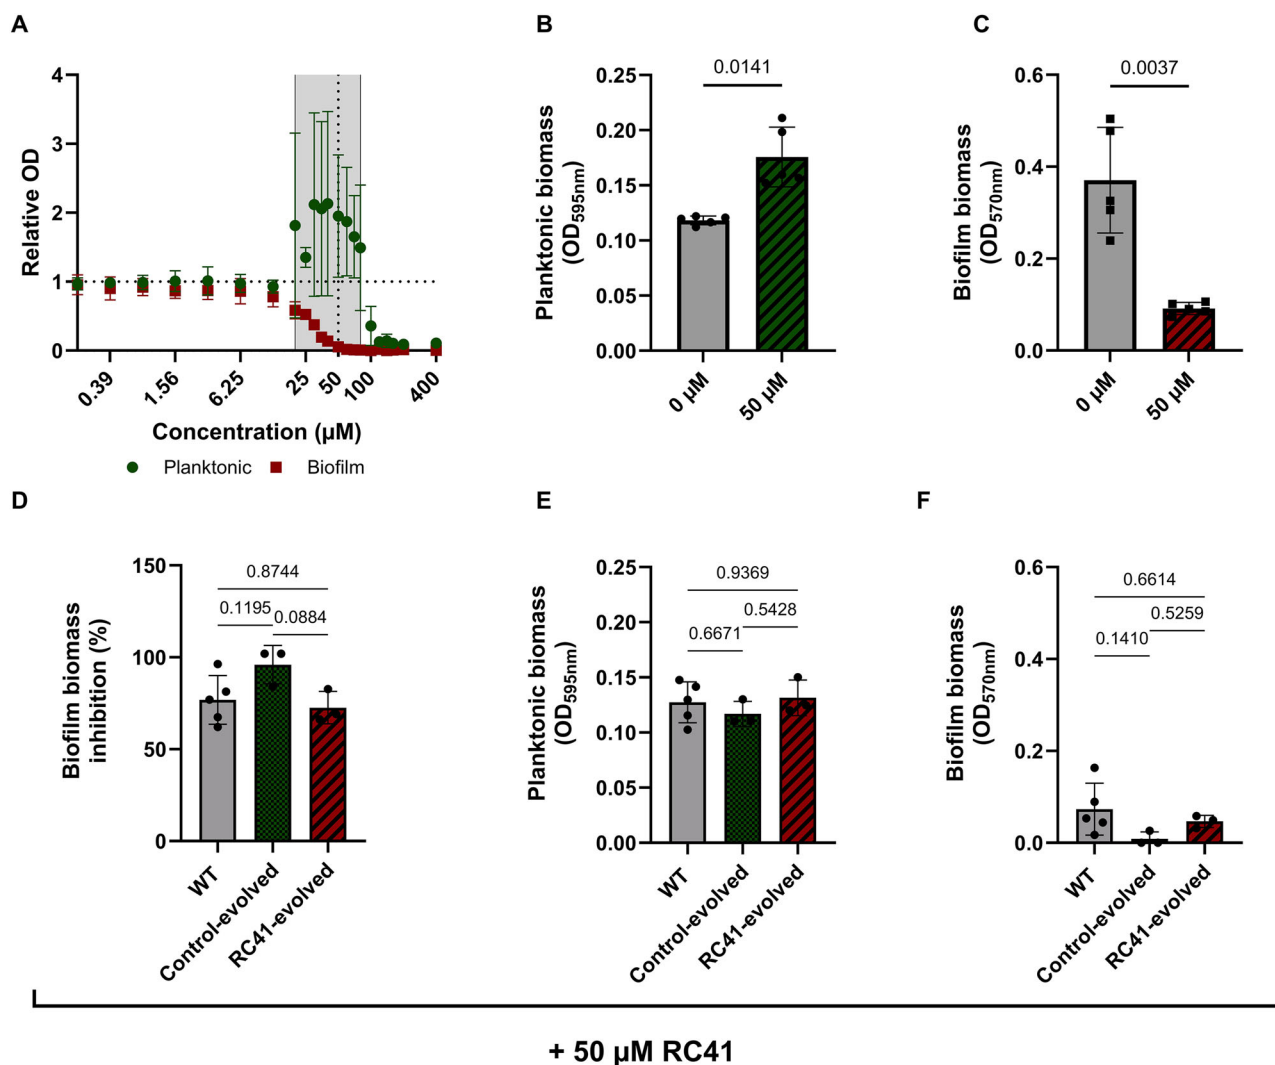 A
B
C
4
3
2
1
0
Relative OD
0.39
1.56
6.25
25
50
100
400
Concentration (µM)
Planktonic
Biofilm
0.0141
0.25
0.20
0.15
0.10
0.05
0.00
Planktonic biomass
(OD595nm)
0 µM
50 µM
0.0037
0.6
0.4
0.2
0.0
Biofilm biomass
(OD570nm)
0 µM
50 µM
D
E
F
150
100
50
0
Biofilm biomass
inhibition (%)
0.8744
0.1195
0.0884
WT
Control-evolved
RC41-evolved
0.25
0.20
0.15
0.10
0.05
0.00
Planktonic biomass
(OD595nm)
0.9369
0.5428
0.6671
WT
Control-evolved
RC41-evolved
0.6
0.4
0.2
0.0
Biofilm biomass
(OD570nm)
0.6614
0.5259
0.1410
WT
Control-evolved
RC41-evolved
+ 50 µM RC41